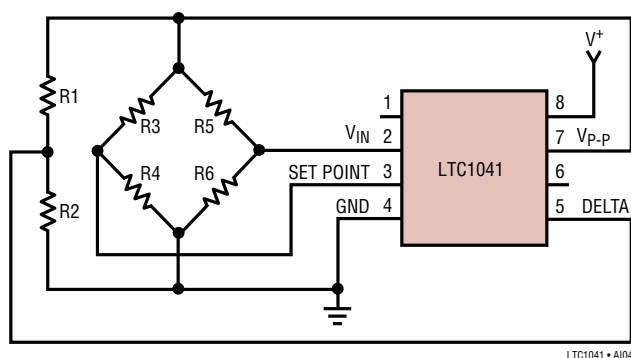 V+
R1
1
8
R3
R5
VIN
2
7
VP-P
LTC1041
R4
R6
SET POINT
3
6
R2
GND
4
5
DELTA
LTC1041 • AI04